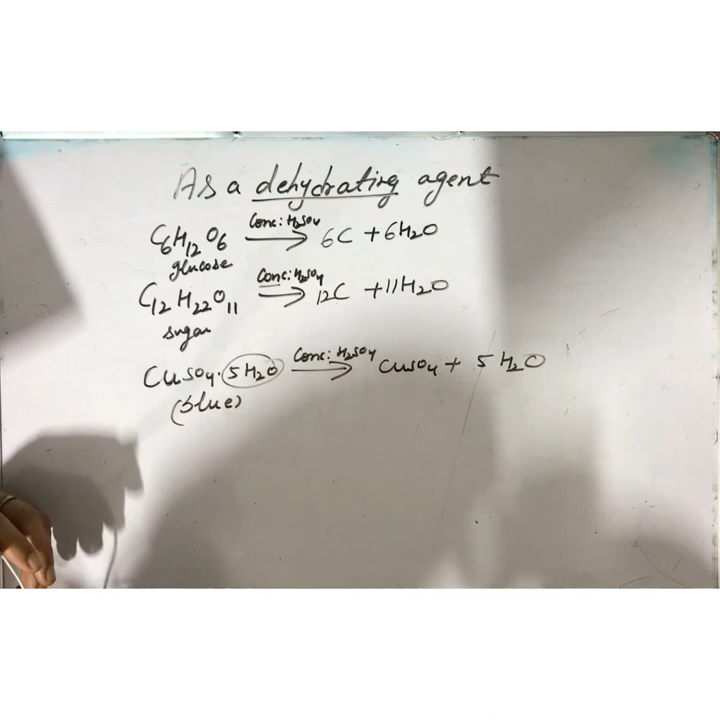 As a dehydrating agent
C6H12O6 Conc: H2SO4 → 6C + 6H2O
glucose
C12H22O11 Conc: H2SO4 → 12C + 11H2O
sugar
CuSO4·5H2O Conc: H2SO4 → CuSO4 + 5H2O
(blue)